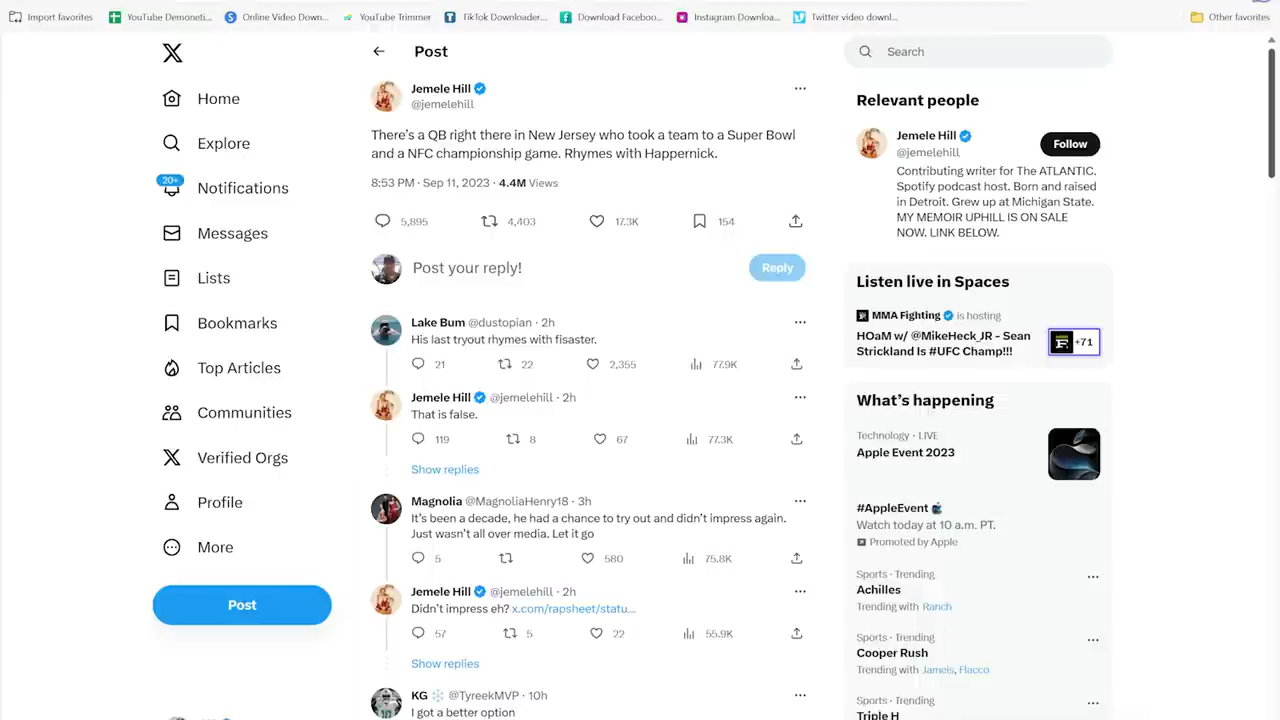 Import favorites
YouTube Demoneti...
Online Video Down...
YouTube Trimmer
TikTok Downloader...
Download Faceboo...
Instagram Downloa...
Twitter video downl...
Other favorites
Home
Explore
20+
Notifications
Messages
Lists
Bookmarks
Top Articles
Communities
Verified Orgs
Profile
More
Post
Post
Jemele Hill
@jemelehill
There's a QB right there in New Jersey who took a team to a Super Bowl
and a NFC championship game. Rhymes with Happernick.
8:53 PM · Sep 11, 2023 · 4.4M Views
5,895 4,403 17.3K 154
Post your reply!
Reply
Lake Bum @dustopian · 2h
His last tryout rhymes with fisaster.
21 22 2,355 77.9K
Jemele Hill @jemelehill · 2h
That is false.
119 8 67 77.3K
Show replies
Magnolia @MagnoliaHenry18 · 3h
It's been a decade, he had a chance to try out and didn't impress again.
Just wasn't all over media. Let it go
5 580 75.8K
Jemele Hill @jemelehill · 2h
Didn't impress eh? x.com/rapsheet/statu...
57 5 22 55.9K
Show replies
KG @TyreekMVP · 10h
I got a better option
Search
Relevant people
Jemele Hill
@jemelehill
Follow
Contributing writer for The ATLANTIC.
Spotify podcast host. Born and raised
in Detroit. Grew up at Michigan State.
MY MEMOIR UPHILL IS ON SALE
NOW. LINK BELOW.
Listen live in Spaces
MMA Fighting is hosting
HOaM w/ @MikeHeck_JR - Sean
Strickland Is #UFC Champ!!!
+71
What's happening
Technology · LIVE
Apple Event 2023
#AppleEvent
Watch today at 10 a.m. PT.
Promoted by Apple
Sports · Trending
Achilles
Trending with Ranch
Sports · Trending
Cooper Rush
Trending with Jameis, Flacco
Sports · Trending
Triple H